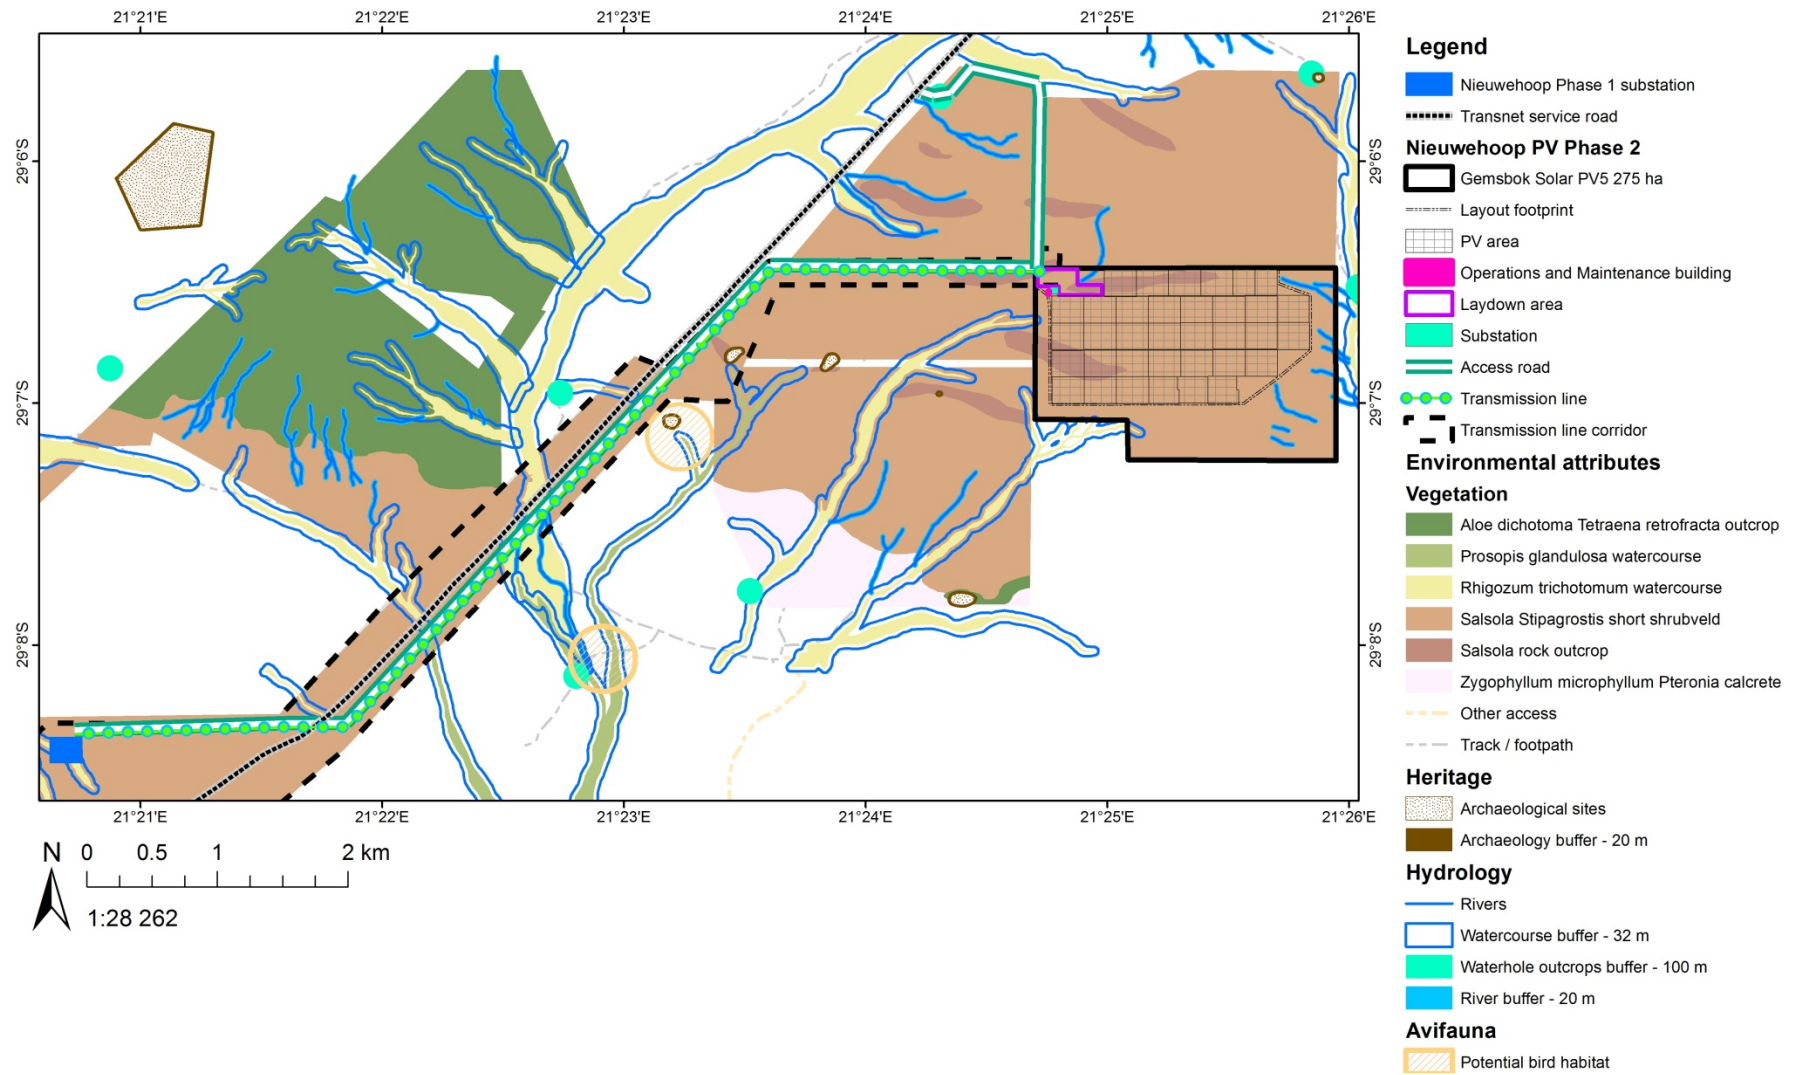 21°21'E 21°22'E 21°23'E 21°24'E 21°25'E 21°26'E
29°6'S 29°6'S
29°7'S 29°7'S
29°8'S 29°8'S
21°21'E 21°22'E 21°23'E 21°24'E 21°25'E 21°26'E
N 0 0.5 1 2 km
1:28 262
Legend
Nieuwehoop Phase 1 substation
Transnet service road
Nieuwehoop PV Phase 2
Gemsbok Solar PV5 275 ha
Layout footprint
PV area
Operations and Maintenance building
Laydown area
Substation
Access road
Transmission line
Transmission line corridor
Environmental attributes
Vegetation
Aloe dichotoma Tetraena retrofracta outcrop
Prosopis glandulosa watercourse
Rhigozum trichotomum watercourse
Salsola Stipagrostis short shrubveld
Salsola rock outcrop
Zygophyllum microphyllum Pteronia calcrete
Other access
Track / footpath
Heritage
Archaeological sites
Archaeology buffer - 20 m
Hydrology
Rivers
Watercourse buffer - 32 m
Waterhole outcrops buffer - 100 m
River buffer - 20 m
Avifauna
Potential bird habitat